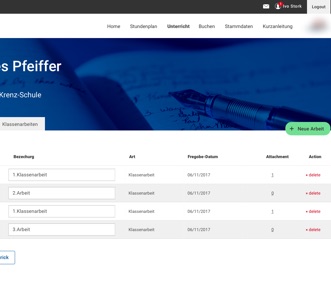 Iva Stork Logout
Home Stundenplan Unterricht Buchen Stammdaten Kurzanleitung
s Pfeiffer
Krenz-Schule
Klassenarbeiten
+ Neue Arbeit
Bezeichung Art Freigabe-Datum Attachment Action
1.Klassenarbeit Klassenarbeit 06/11/2017 1 × delete
2.Arbeit Klassenarbeit 06/11/2017 0 × delete
1.Klassenarbeit Klassenarbeit 06/11/2017 1 × delete
3.Arbeit Klassenarbeit 06/11/2017 0 × delete